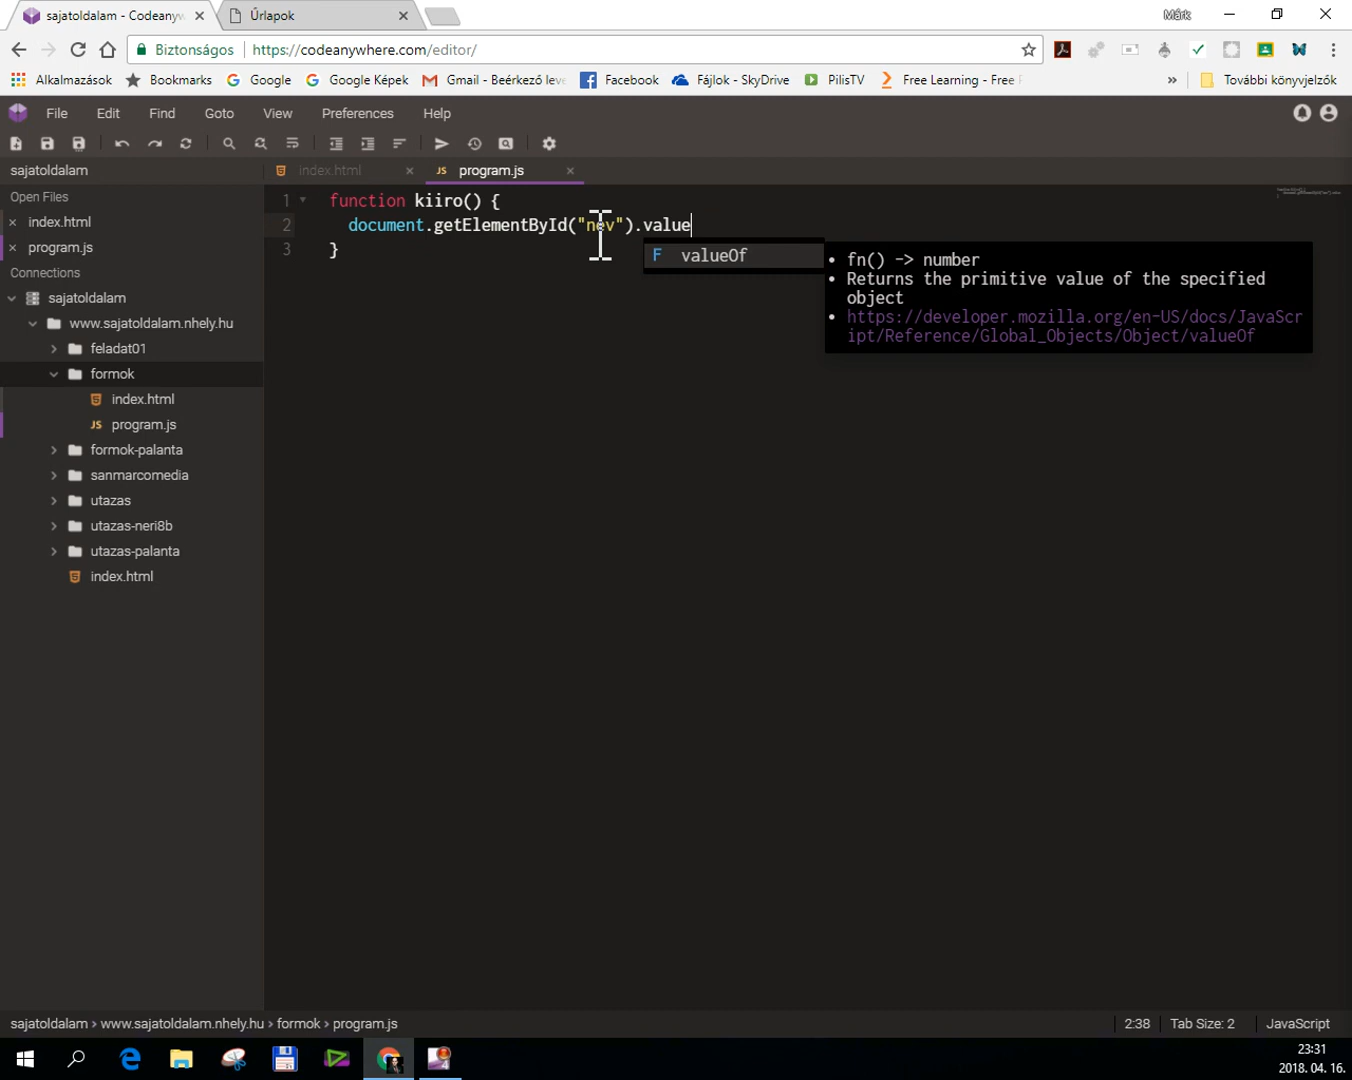 sajatoldalam - Codeanyw
Űrlapok
Márk
Biztonságos
https://codeanywhere.com/editor/
Alkalmazások
Bookmarks
Google
Google Képek
Gmail - Beérkező leve
Facebook
Fájlok - SkyDrive
PilisTV
Free Learning - Free
»
További könyvjelzők
File
Edit
Find
Goto
View
Preferences
Help
sajatoldalam
index.html
JS program.js
Open Files
index.html
program.js
Connections
sajatoldalam
www.sajatoldalam.nhely.hu
feladat01
formok
index.html
JS program.js
formok-palanta
sanmarcomedia
utazas
utazas-neri8b
utazas-palanta
index.html
1 function kiiro() {
2 document.getElementById("nev").value
3 }
F valueOf
• fn() -> number
• Returns the primitive value of the specified
object
• https://developer.mozilla.org/en-US/docs/JavaScr
ipt/Reference/Global_Objects/Object/valueOf
sajatoldalam > www.sajatoldalam.nhely.hu > formok > program.js
2:38
Tab Size: 2
JavaScript
23:31
2018. 04. 16.